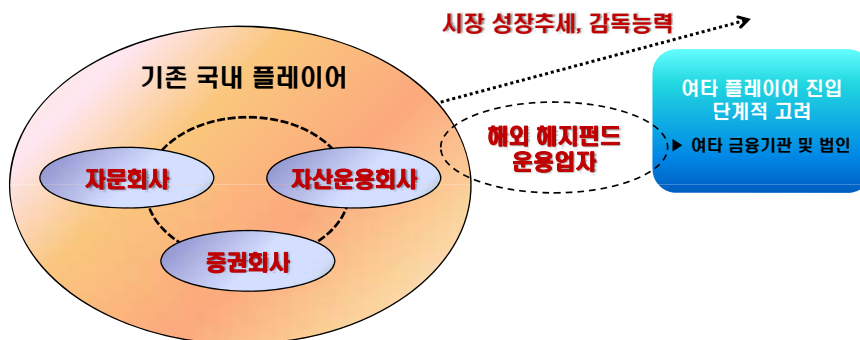 시장 성장추세, 감독능력
기존 국내 플레이어
자문회사
자산운용회사
증권회사
해외 헤지펀드
운용업자
여타 플레이어 진입
단계적 고려
▶ 여타 금융기관 및 법인